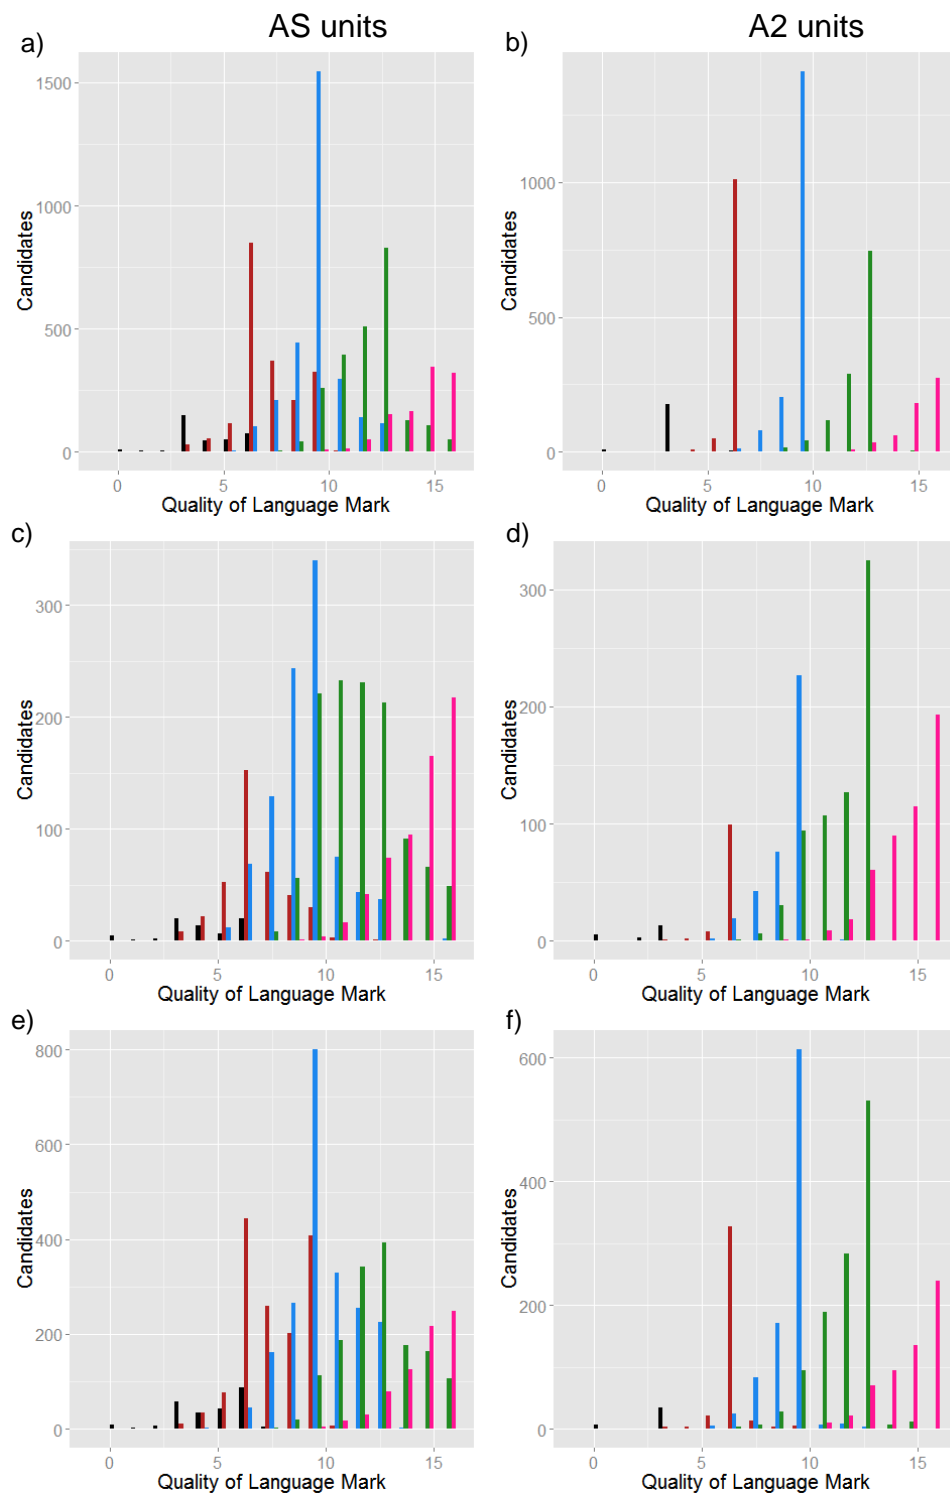 AS units
A2 units
a)
b)
Candidates
1500
1000
500
0
0 5 10 15
Quality of Language Mark
Candidates
1000
500
0
0 5 10 15
Quality of Language Mark
c)
d)
Candidates
300
200
100
0
0 5 10 15
Quality of Language Mark
Candidates
300
200
100
0
0 5 10 15
Quality of Language Mark
e)
f)
Candidates
800
600
400
200
0
0 5 10 15
Quality of Language Mark
Candidates
600
400
200
0
0 5 10 15
Quality of Language Mark